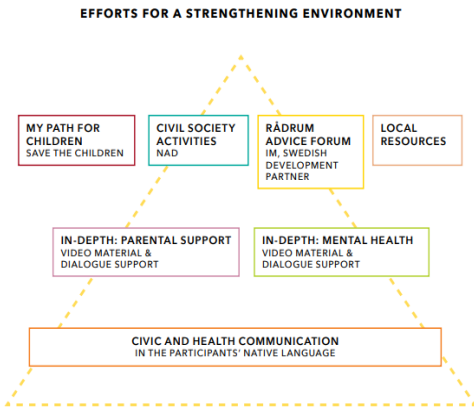 EFFORTS FOR A STRENGTHENING ENVIRONMENT
MY PATH FOR
CHILDREN
SAVE THE CHILDREN
CIVIL SOCIETY
ACTIVITIES
NAD
RÅDRUM
ADVICE FORUM
IM, SWEDISH
DEVELOPMENT
PARTNER
LOCAL
RESOURCES
IN-DEPTH: PARENTAL SUPPORT
VIDEO MATERIAL &
DIALOGUE SUPPORT
IN-DEPTH: MENTAL HEALTH
VIDEO MATERIAL &
DIALOGUE SUPPORT
CIVIC AND HEALTH COMMUNICATION
IN THE PARTICIPANTS' NATIVE LANGUAGE